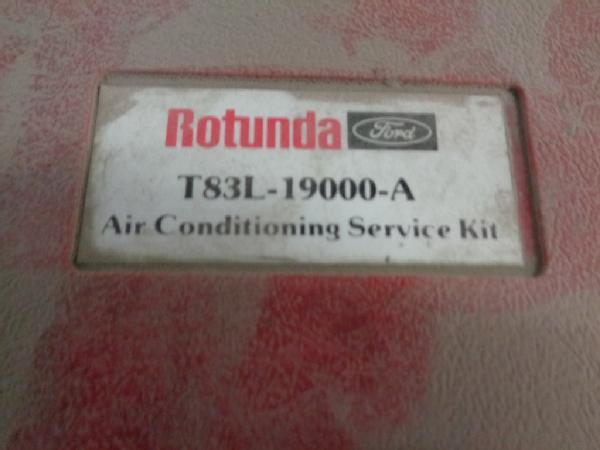 Rotunda Ford
T83L-19000-A
Air Conditioning Service Kit